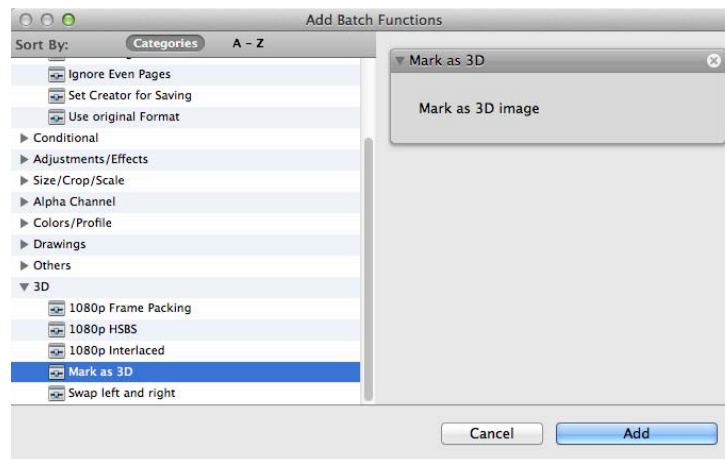 Add Batch Functions
Sort By: Categories A - Z
Ignore Even Pages
Set Creator for Saving
Use original Format
Conditional
Adjustments/Effects
Size/Crop/Scale
Alpha Channel
Colors/Profile
Drawings
Others
3D
1080p Frame Packing
1080p HSBS
1080p Interlaced
Mark as 3D
Swap left and right
Mark as 3D
Mark as 3D image
Cancel Add